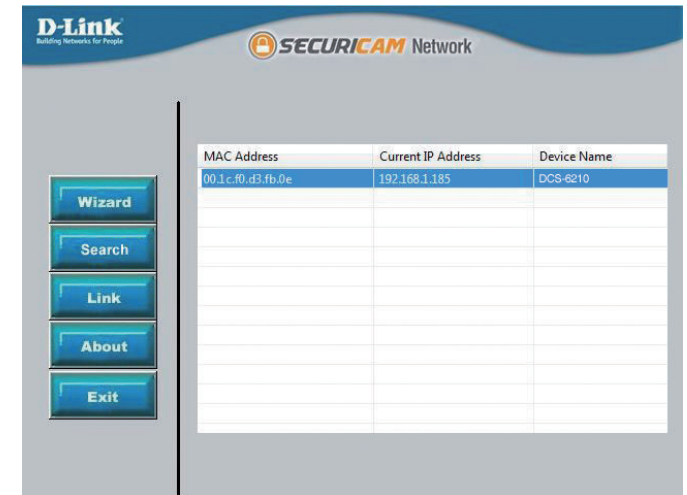 D-Link
Building Networks for People
SECURICAM Network
MAC Address Current IP Address Device Name
00.1c.f0.d3.fb.0e 192.168.1.185 DCS-6210
Wizard
Search
Link
About
Exit